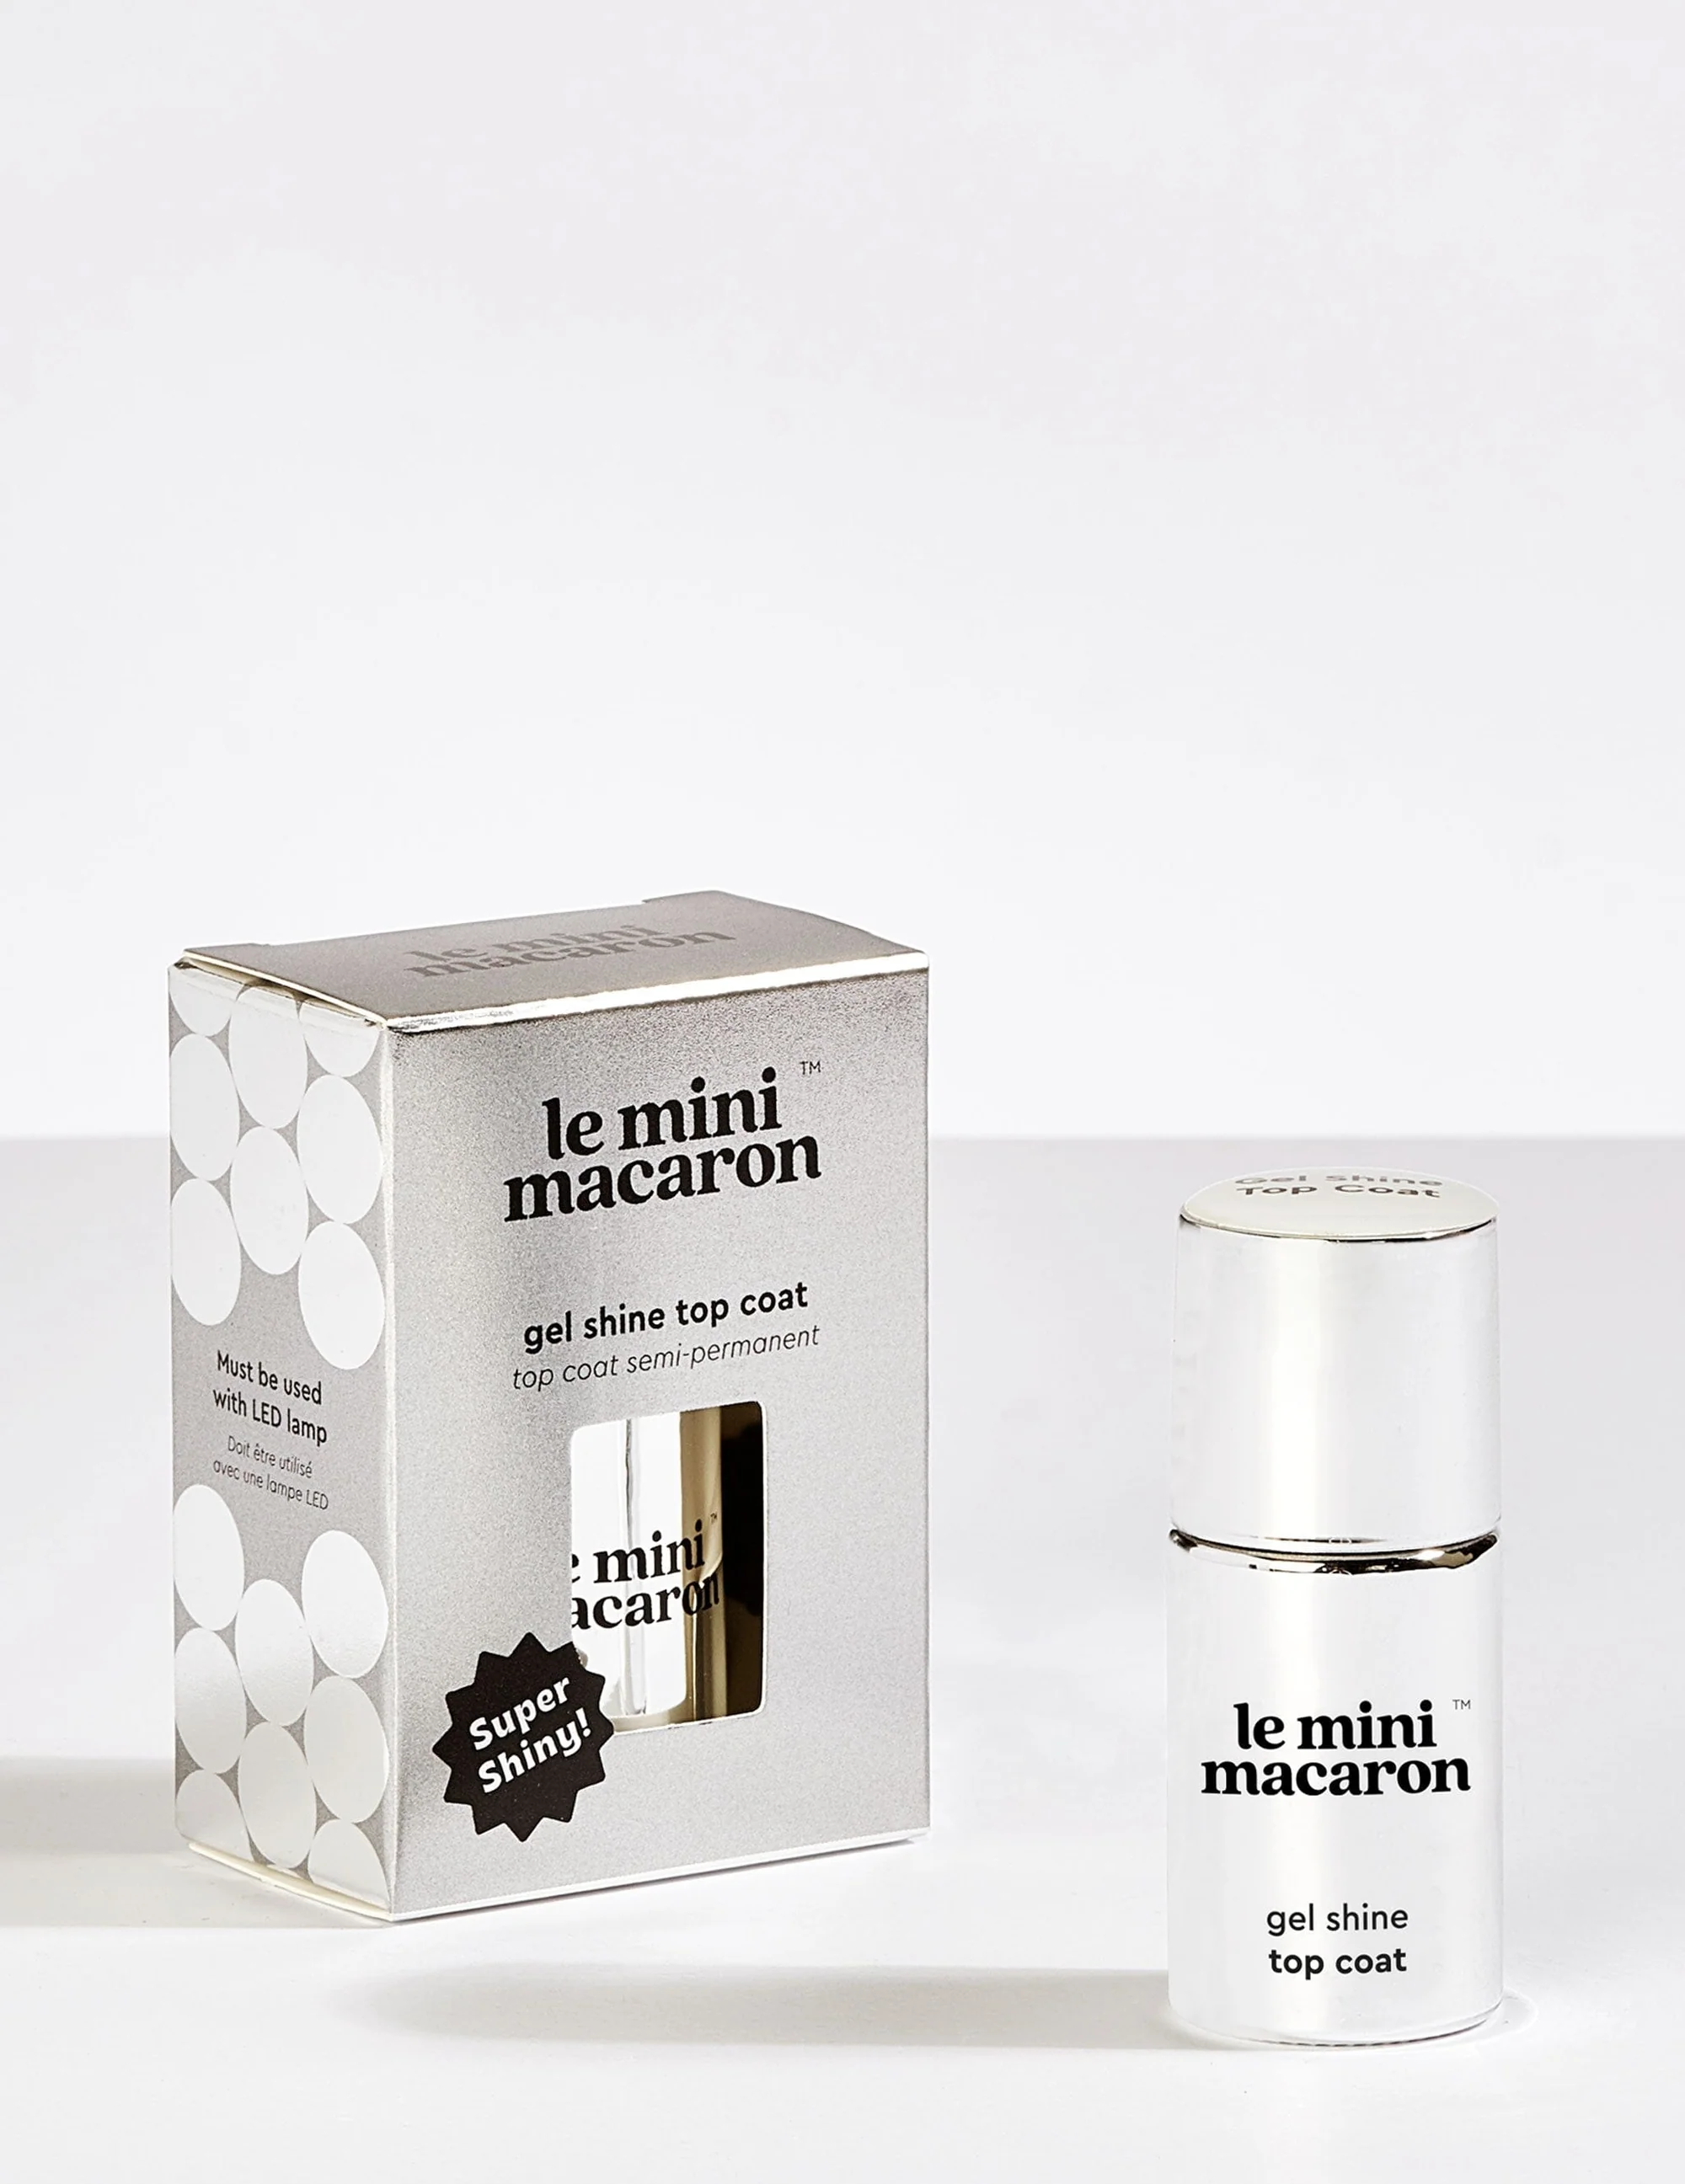 le mini
macaron
le mini
macaron
TM
gel shine top coat
top coat semi-permanent
Must be used
with LED lamp
Doit être utilisé
avec une lampe LED
e mini
acaron
TM
Super
Shiny!
Gel Shine
Top Coat
le mini
macaron
TM
gel shine
top coat